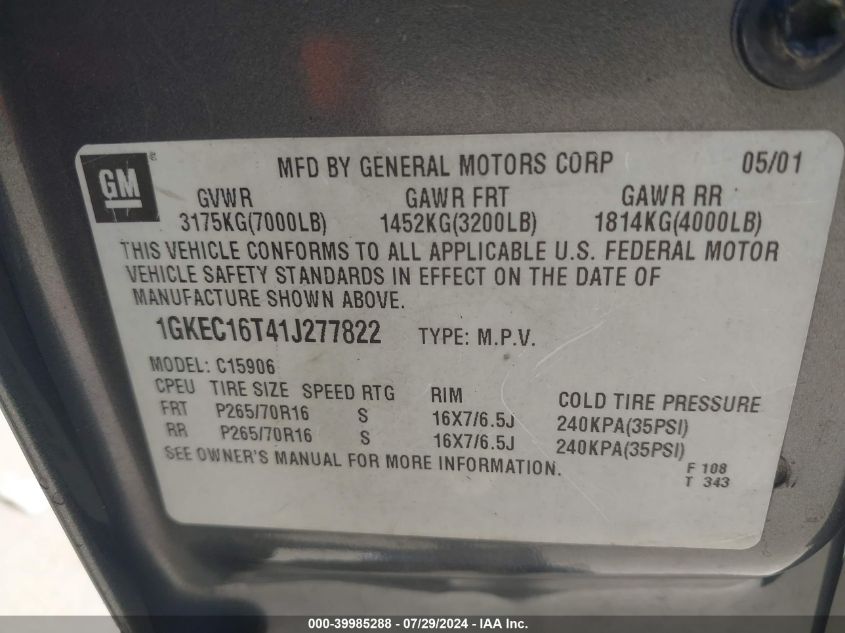 GM
®
MFD BY GENERAL MOTORS CORP 05/01
GVWR GAWR FRT GAWR RR
3175KG(7000LB) 1452KG(3200LB) 1814KG(4000LB)
THIS VEHICLE CONFORMS TO ALL APPLICABLE U.S. FEDERAL MOTOR
VEHICLE SAFETY STANDARDS IN EFFECT ON THE DATE OF
MANUFACTURE SHOWN ABOVE.
1GKEC16T41J277822 TYPE: M.P.V.
MODEL: C15906
CPEU TIRE SIZE SPEED RTG RIM COLD TIRE PRESSURE
FRT P265/70R16 S 16X7/6.5J 240KPA(35PSI)
RR P265/70R16 S 16X7/6.5J 240KPA(35PSI)
SEE OWNER'S MANUAL FOR MORE INFORMATION.
F 108
T 343
000-39985288 - 07/29/2024 - IAA Inc.